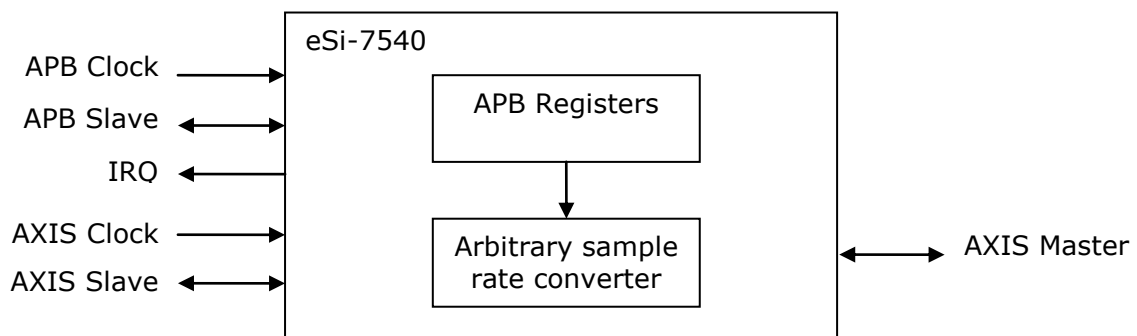 eSi-7540
APB Clock
APB Registers
APB Slave
IRQ
AXIS Clock
Arbitrary sample
rate converter
AXIS Master
AXIS Slave